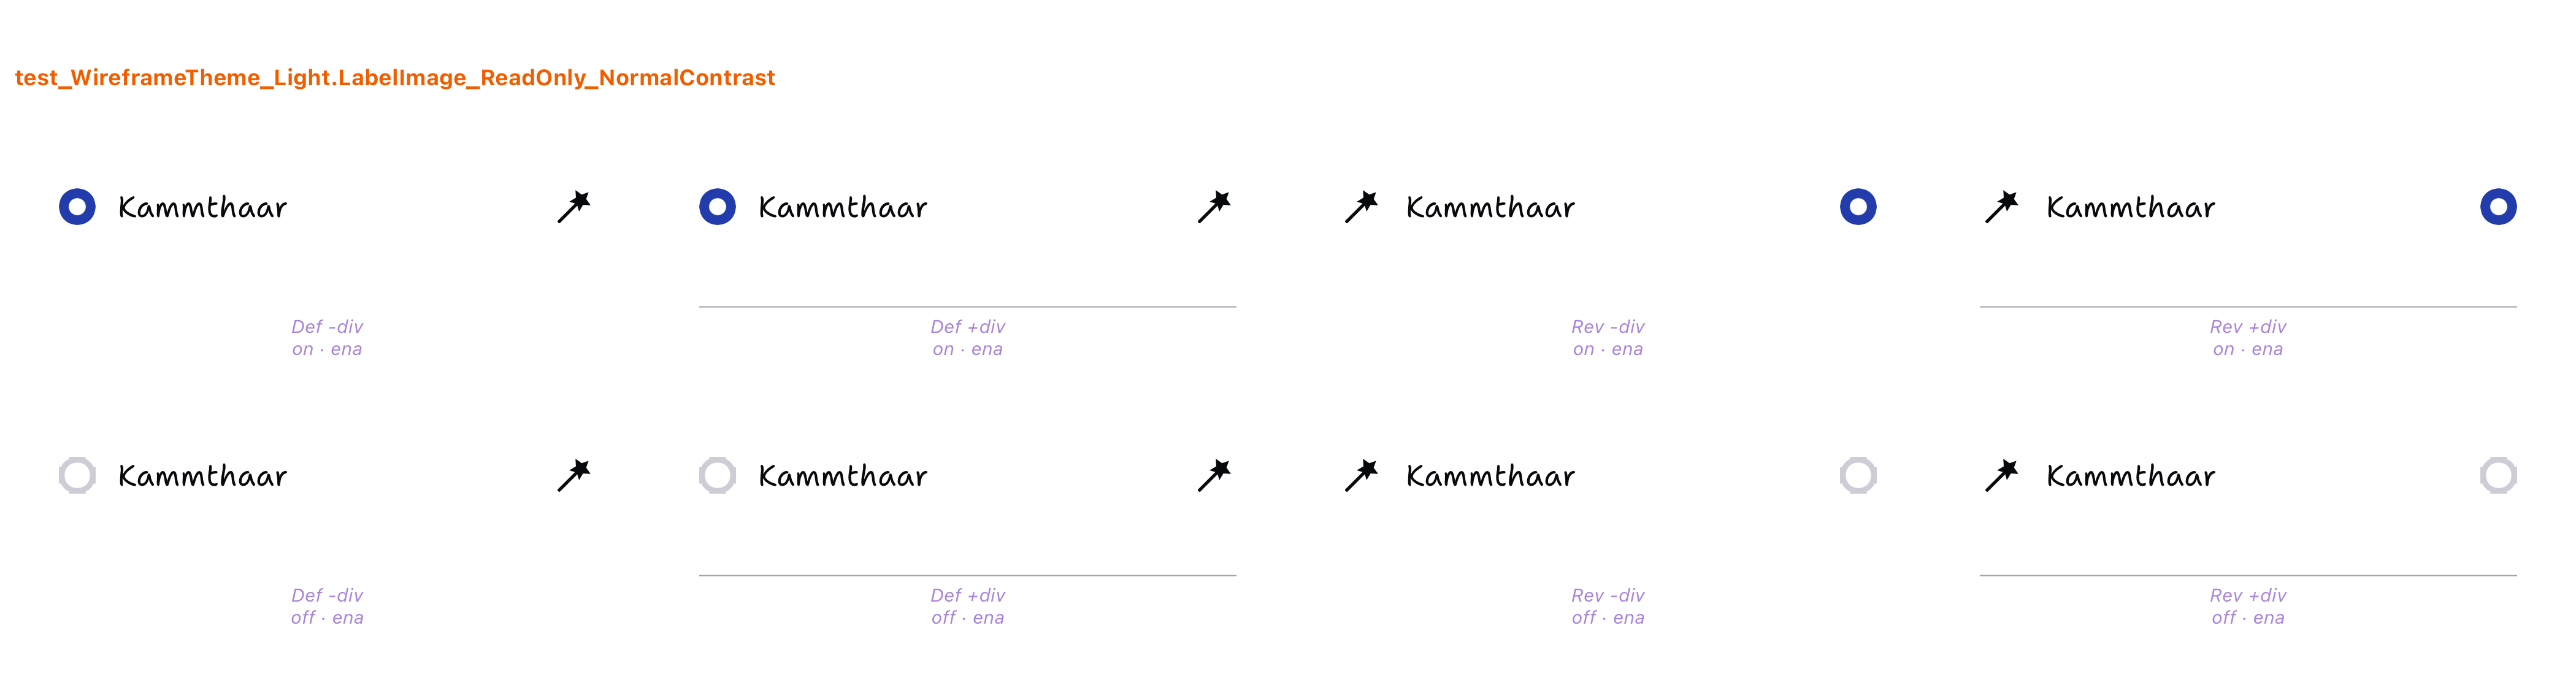 test_WireframeTheme_Light.LabelImage_ReadOnly_NormalContrast
Kammthaar
Kammthaar
Kammthaar
Kammthaar
Def -div
on · ena
Def +div
on · ena
Rev -div
on · ena
Rev +div
on · ena
Kammthaar
Kammthaar
Kammthaar
Kammthaar
Def -div
off · ena
Def +div
off · ena
Rev -div
off · ena
Rev +div
off · ena